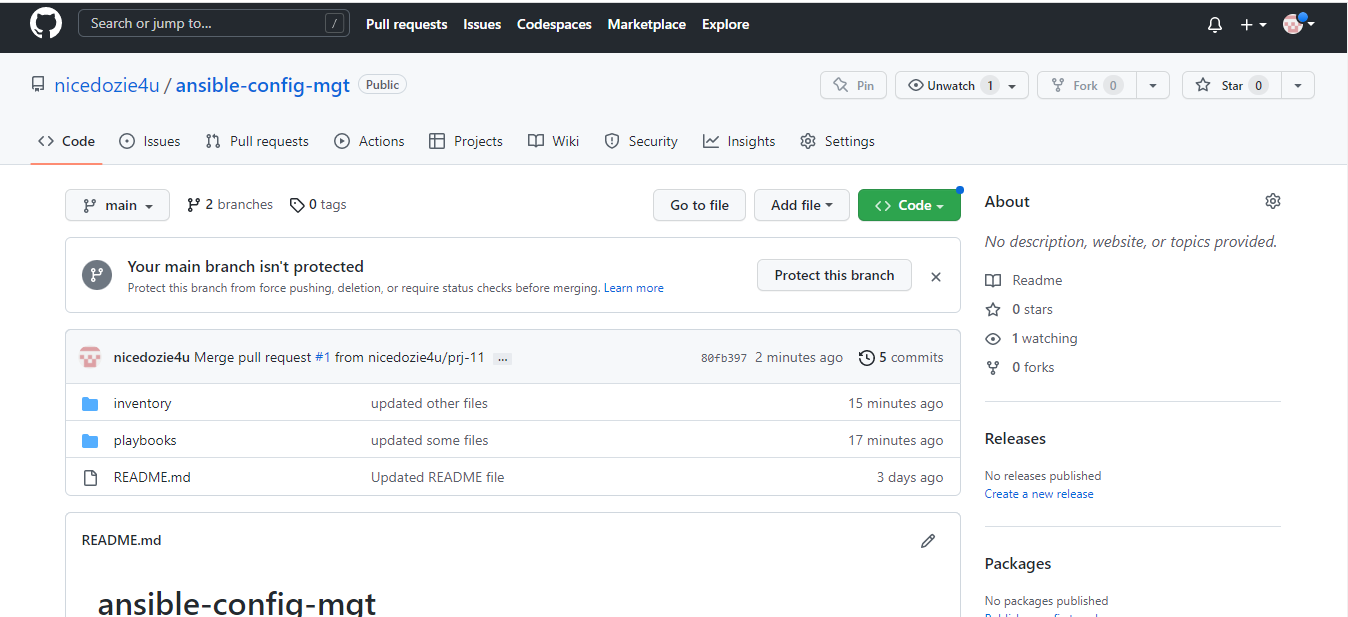 Search or jump to... / Pull requests Issues Codespaces Marketplace Explore
nicedozie4u / ansible-config-mgt Public Pin Unwatch 1 Fork 0 Star 0
Code Issues Pull requests Actions Projects Wiki Security Insights Settings
main 2 branches 0 tags Go to file Add file Code
Your main branch isn't protected
Protect this branch from force pushing, deletion, or require status checks before merging. Learn more
Protect this branch
nicedozie4u Merge pull request #1 from nicedozie4u/prj-11 ... 80fb397 2 minutes ago 5 commits
inventory updated other files 15 minutes ago
playbooks updated some files 17 minutes ago
README.md Updated README file 3 days ago
README.md
ansible-config-mgt
About
No description, website, or topics provided.
Readme
0 stars
1 watching
0 forks
Releases
No releases published
Create a new release
Packages
No packages published